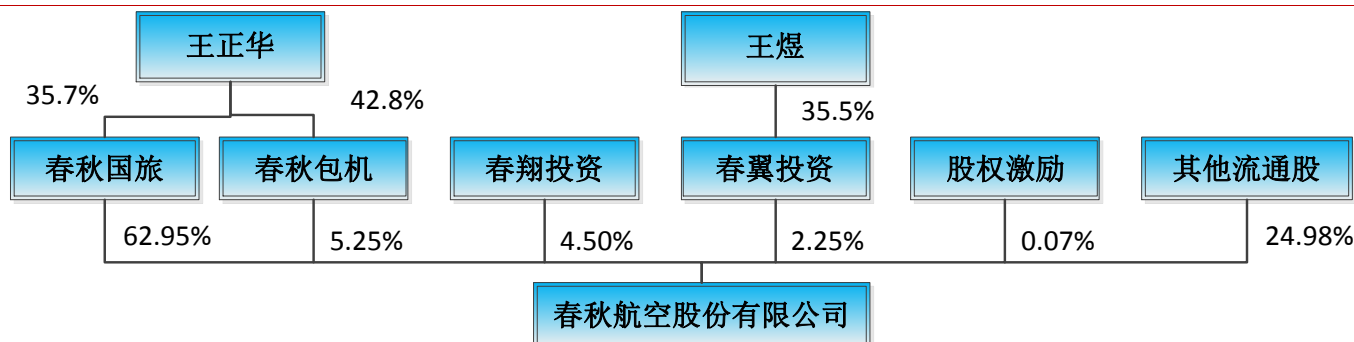 王正华
王煜
35.7%
42.8%
35.5%
春秋国旅
春秋包机
春翔投资
春翼投资
股权激励
其他流通股
62.95%
5.25%
4.50%
2.25%
0.07%
24.98%
春秋航空股份有限公司